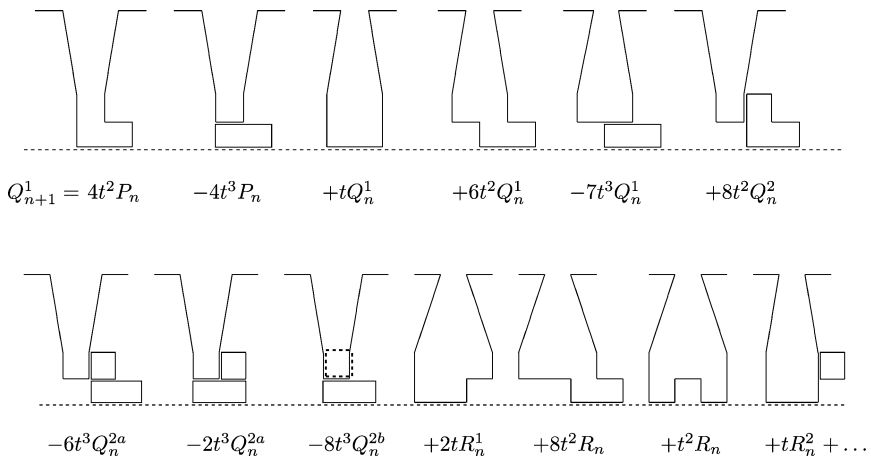 Q^1_{n+1} = 4t^2P_n −4t^3P_n +tQ^1_n +6t^2Q^1_n −7t^3Q^1_n +8t^2Q^2_n
−6t^3Q^{2a}_n −2t^3Q^{2a}_n −8t^3Q^{2b}_n +2tR^1_n +8t^2R_n +t^2R_n +tR^2_n + …